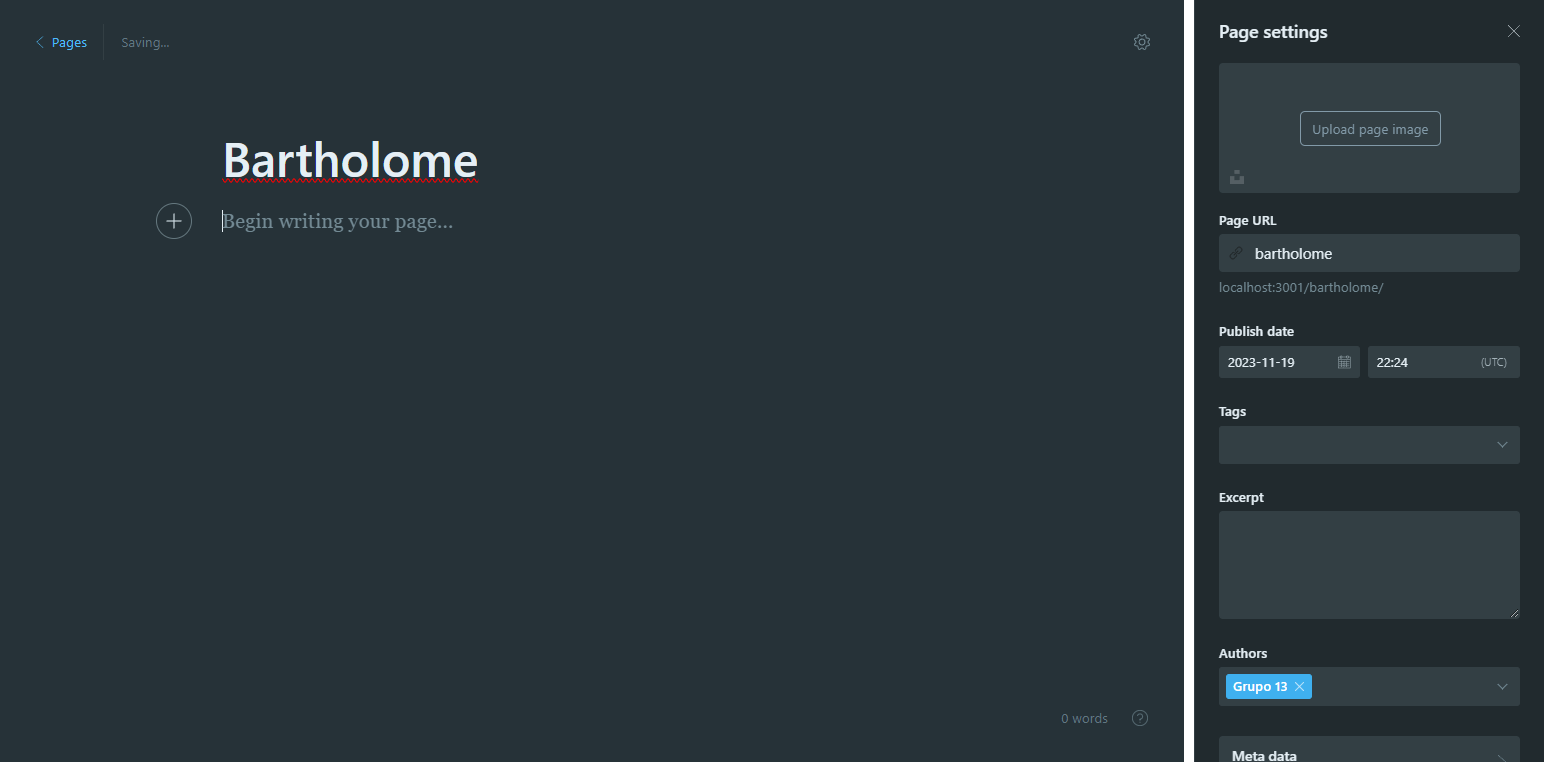 Pages
Saving...
Bartholome
Begin writing your page...
0 words
?
Page settings
Upload page image
Page URL
bartholome
localhost:3001/bartholome/
Publish date
2023-11-19
22:24 (UTC)
Tags
Excerpt
Authors
Grupo 13
Meta data